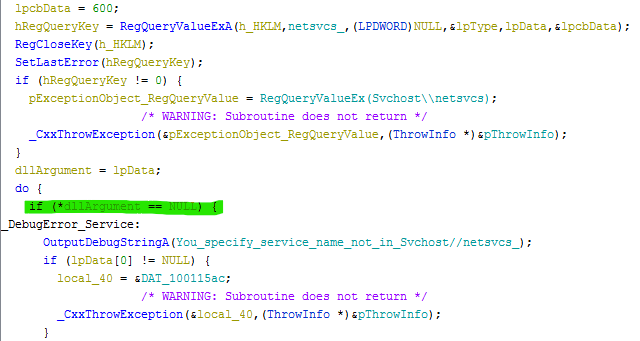 lpcbData = 600;
hRegQueryKey = RegQueryValueExA(h_HKLM,netsvcs_,(LPDWORD)NULL,&lpType,lpData,&lpcbData);
RegCloseKey(h_HKLM);
SetLastError(hRegQueryKey);
if (hRegQueryKey != 0) {
pExceptionObject_RegQueryValue = RegQueryValueEx(Svchost\\netsvcs);
/* WARNING: Subroutine does not return */
_CxxThrowException(&pExceptionObject_RegQueryValue,(ThrowInfo *)&pThrowInfo);
}
dllArgument = lpData;
do {
if (*dllArgument == NULL) {
_DebugError_Service:
OutputDebugStringA(You_specify_service_name_not_in_Svchost//netsvcs_);
if (lpData[0] != NULL) {
local_40 = &DAT_100115ac;
/* WARNING: Subroutine does not return */
_CxxThrowException(&local_40,(ThrowInfo *)&pThrowInfo);
}